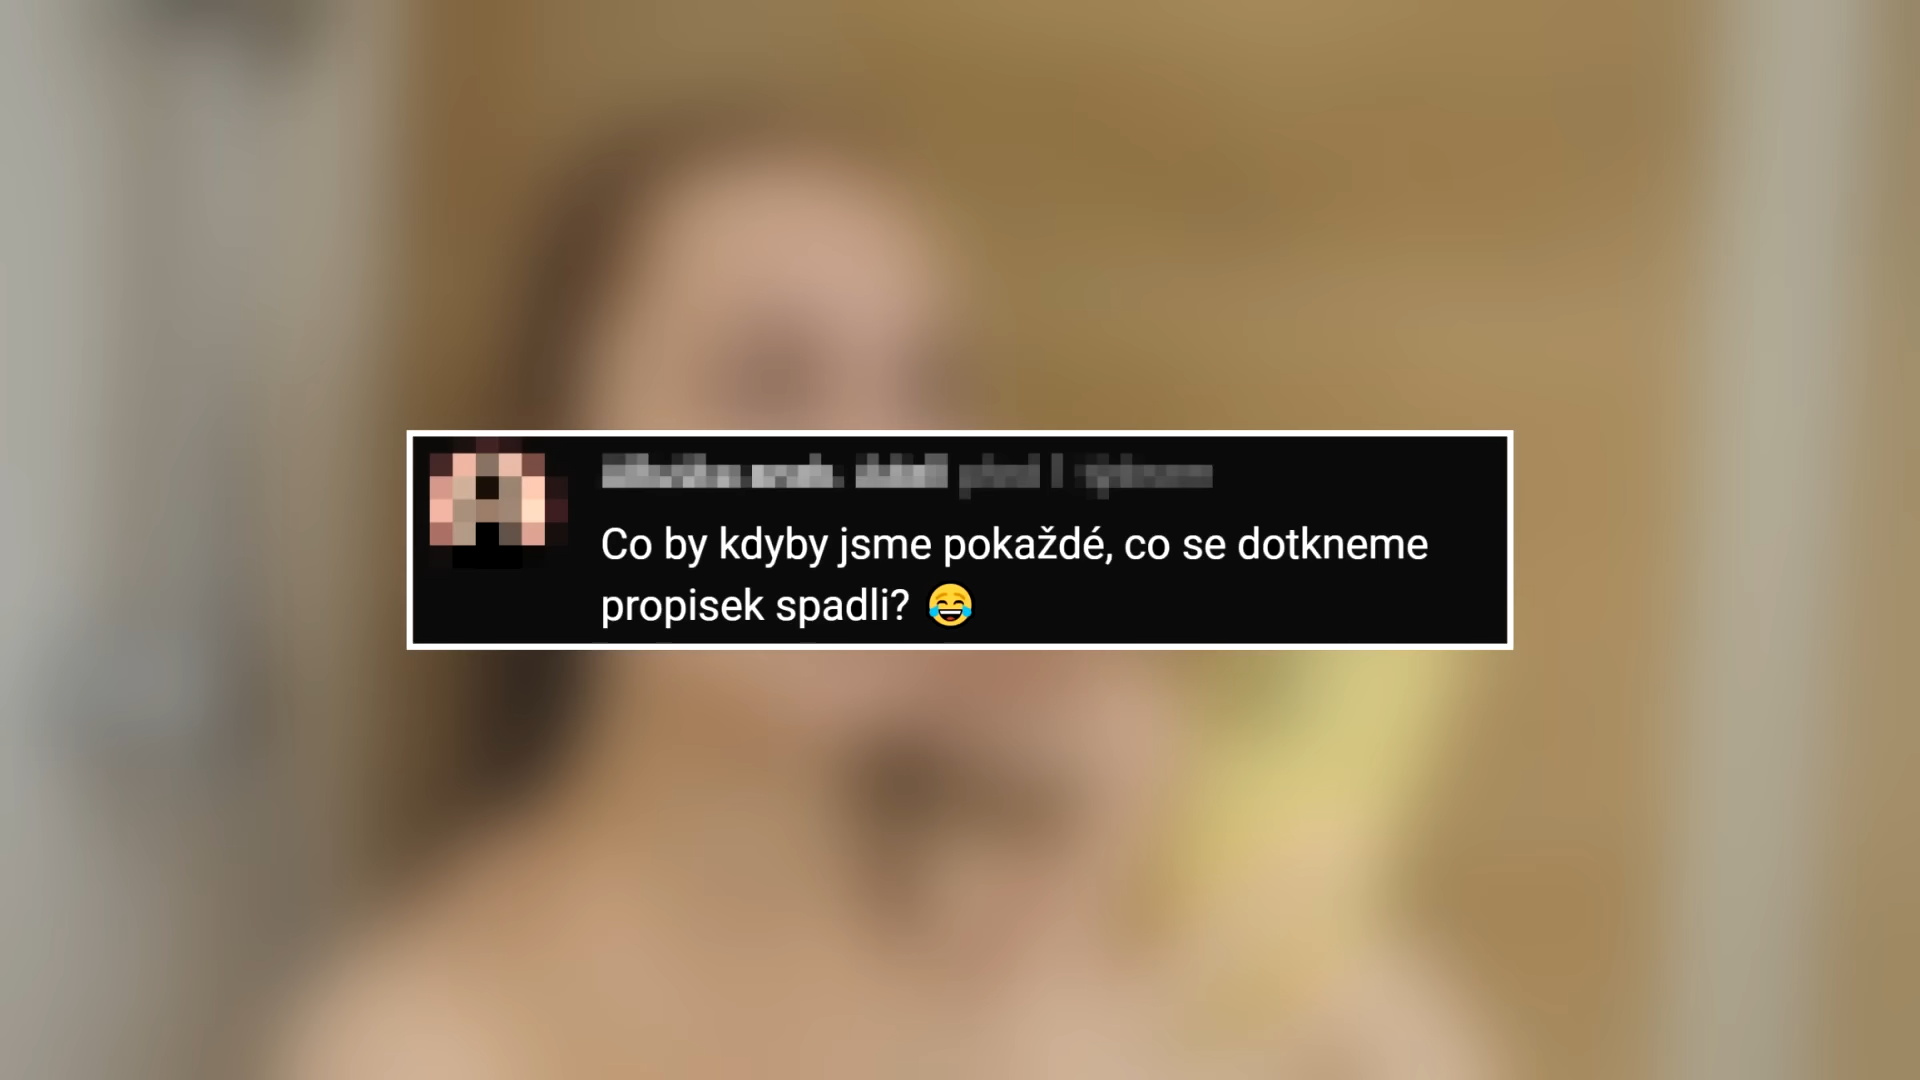 Co by kdyby jsme pokaždé, co se dotkneme
propisek spadli? 😂